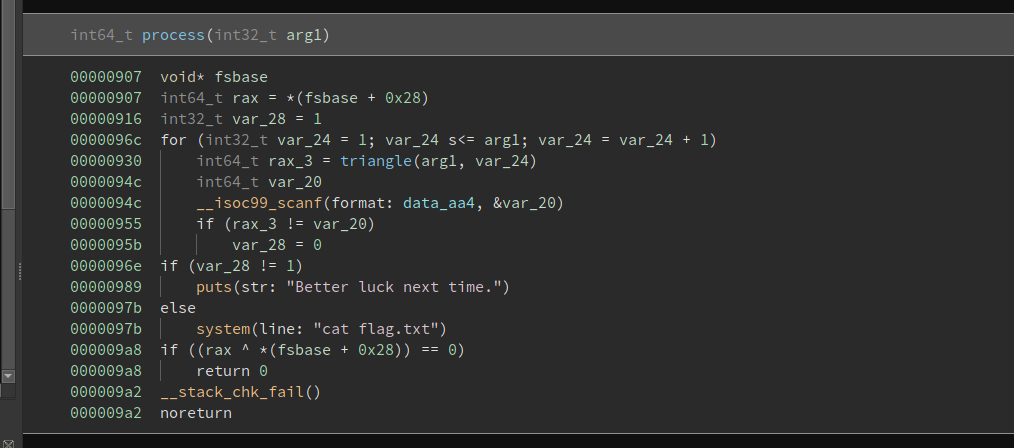 int64_t process(int32_t arg1)
00000907 void* fsbase
00000907 int64_t rax = *(fsbase + 0x28)
00000916 int32_t var_28 = 1
0000096c for (int32_t var_24 = 1; var_24 s<= arg1; var_24 = var_24 + 1)
00000930 int64_t rax_3 = triangle(arg1, var_24)
0000094c int64_t var_20
0000094c __isoc99_scanf(format: data_aa4, &var_20)
00000955 if (rax_3 != var_20)
0000095b var_28 = 0
0000096e if (var_28 != 1)
00000989 puts(str: "Better luck next time.")
0000097b else
0000097b system(line: "cat flag.txt")
000009a8 if ((rax ^ *(fsbase + 0x28)) == 0)
000009a8 return 0
000009a2 __stack_chk_fail()
000009a2 noreturn